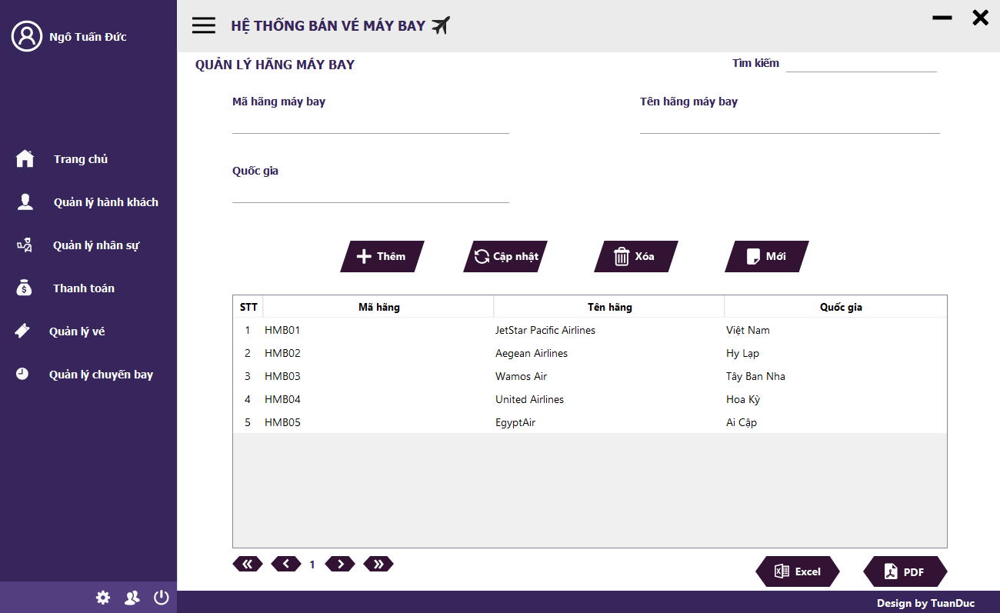 Ngô Tuấn Đức
HỆ THỐNG BÁN VÉ MÁY BAY
QUẢN LÝ HÃNG MÁY BAY
Tìm kiếm
Mã hãng máy bay
Tên hãng máy bay
Quốc gia
Trang chủ
Quản lý hành khách
Quản lý nhân sự
Thanh toán
Quản lý vé
Quản lý chuyến bay
Thêm
Cập nhật
Xóa
Mới
STT Mã hãng Tên hãng Quốc gia
1 HMB01 JetStar Pacific Airlines Việt Nam
2 HMB02 Aegean Airlines Hy Lạp
3 HMB03 Wamos Air Tây Ban Nha
4 HMB04 United Airlines Hoa Kỳ
5 HMB05 EgyptAir Ai Cập
1
Excel
PDF
Design by TuanDuc